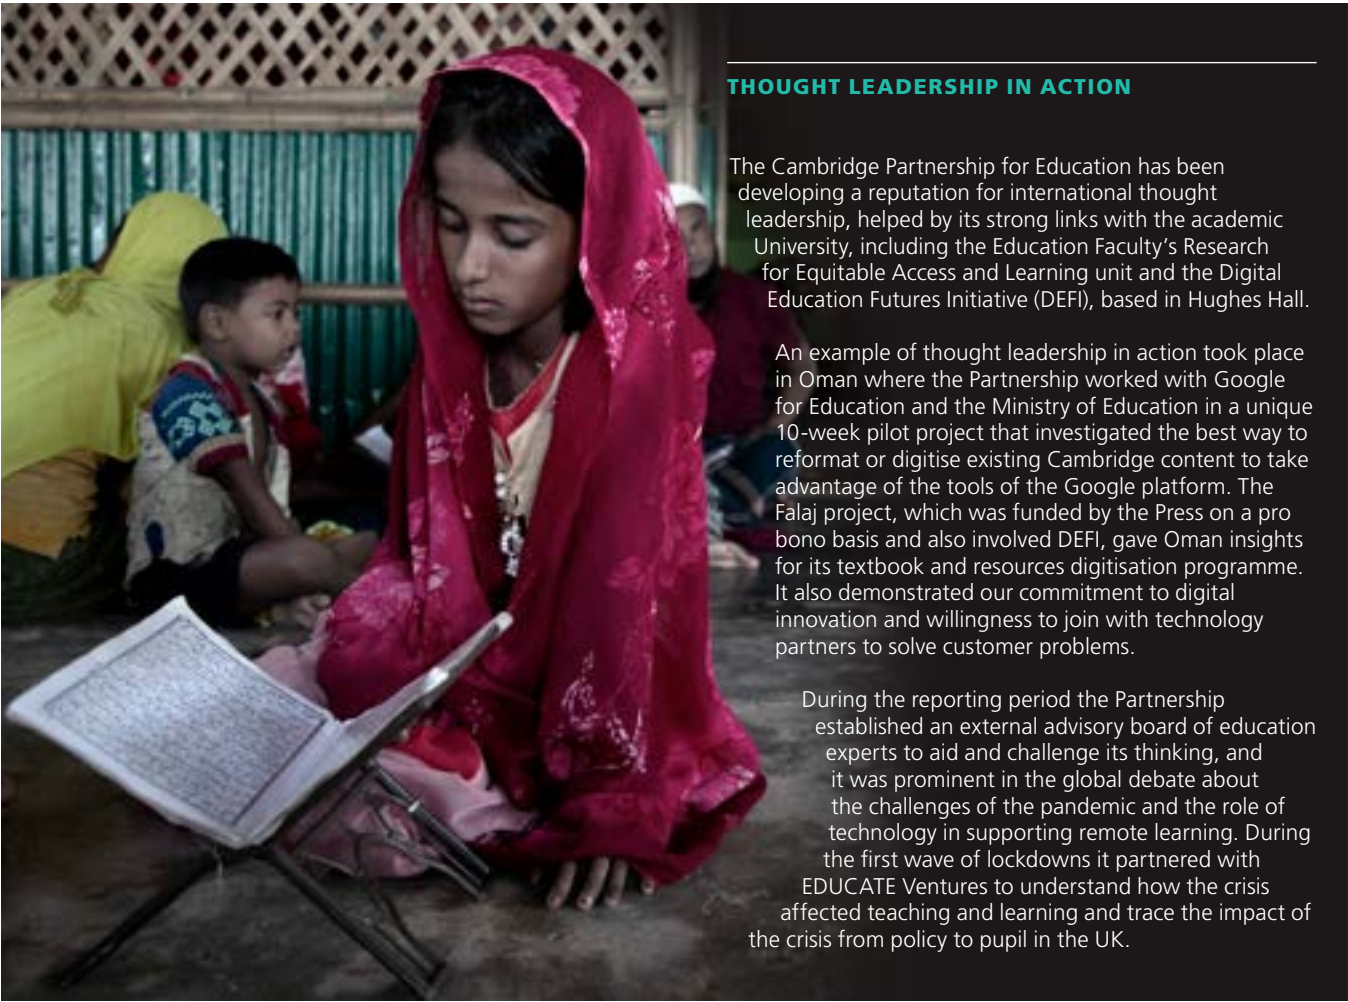 THOUGHT LEADERSHIP IN ACTION
The Cambridge Partnership for Education has been
developing a reputation for international thought
leadership, helped by its strong links with the academic
University, including the Education Faculty’s Research
for Equitable Access and Learning unit and the Digital
Education Futures Initiative (DEFI), based in Hughes Hall.
An example of thought leadership in action took place
in Oman where the Partnership worked with Google
for Education and the Ministry of Education in a unique
10-week pilot project that investigated the best way to
reformat or digitise existing Cambridge content to take
advantage of the tools of the Google platform. The
Falaj project, which was funded by the Press on a pro
bono basis and also involved DEFI, gave Oman insights
for its textbook and resources digitisation programme.
It also demonstrated our commitment to digital
innovation and willingness to join with technology
partners to solve customer problems.
During the reporting period the Partnership
established an external advisory board of education
experts to aid and challenge its thinking, and
it was prominent in the global debate about
the challenges of the pandemic and the role of
technology in supporting remote learning. During
the first wave of lockdowns it partnered with
EDUCATE Ventures to understand how the crisis
affected teaching and learning and trace the impact of
the crisis from policy to pupil in the UK.